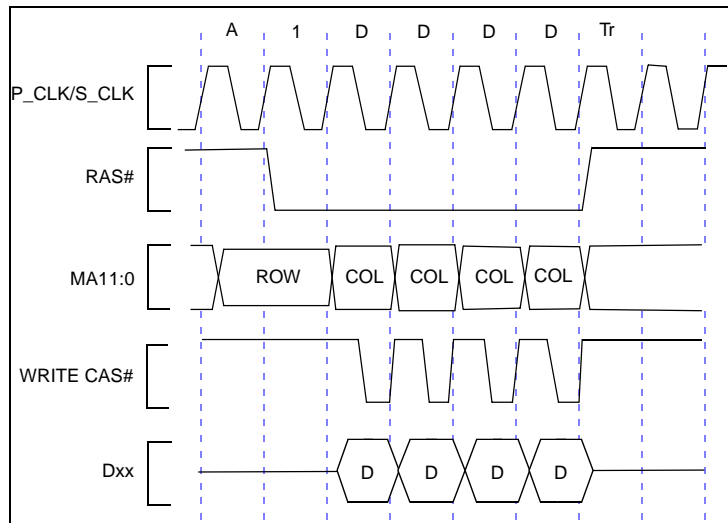 A 1 D D D D Tr
P_CLK/S_CLK
RAS#
MA11:0 ROW COL COL COL COL
WRITE CAS#
Dxx D D D D